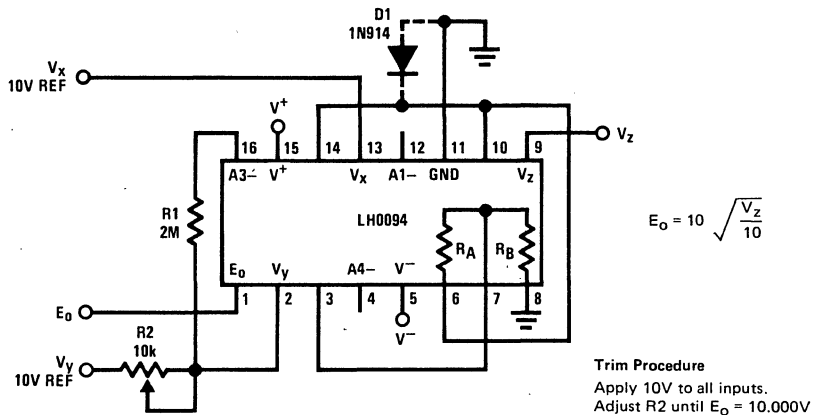 D1
1N914
Vx
10V REF
V+
16 15 14 13 12 11 10 9
Vz
A3– V+ Vx A1– GND Vz
R1
2M
LH0094
RA RB
Eo = 10 √(Vz/10)
Eo Vy A4– V–
1 2 3 4 5 6 7 8
Eo
V–
R2
10k
Vy
10V REF
Trim Procedure
Apply 10V to all inputs.
Adjust R2 until Eo = 10.000V